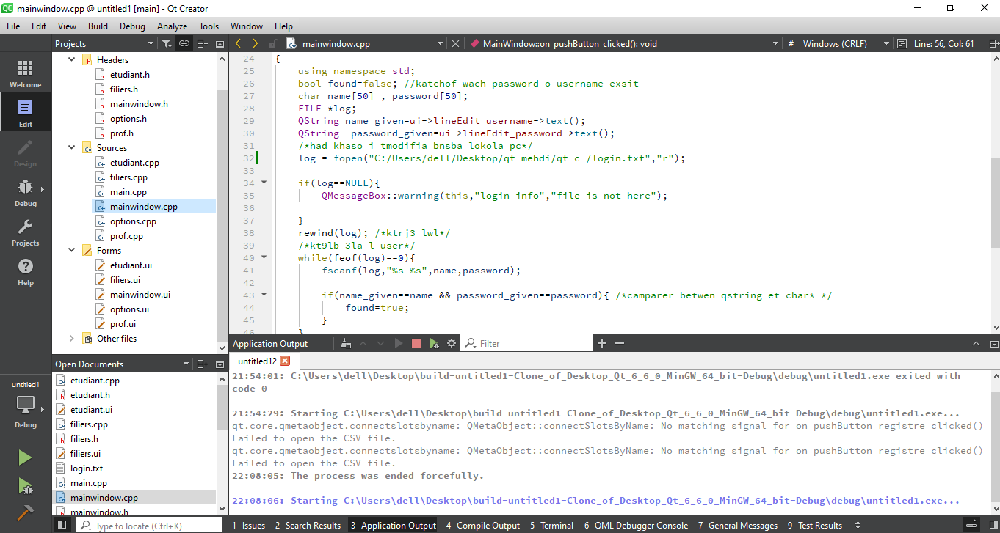 mainwindow.cpp @ untitled1 [main] - Qt Creator
File Edit View Build Debug Analyze Tools Window Help
Projects
mainwindow.cpp
MainWindow::on_pushButton_clicked(): void
# Windows (CRLF)
Line: 56, Col: 61
Welcome
Edit
Design
Debug
Projects
Help
untitled1
Debug
Headers
etudiant.h
filiers.h
mainwindow.h
options.h
prof.h
Sources
etudiant.cpp
filiers.cpp
main.cpp
mainwindow.cpp
options.cpp
prof.cpp
Forms
etudiant.ui
filiers.ui
mainwindow.ui
options.ui
prof.ui
Other files
Open Documents
etudiant.cpp
etudiant.h
etudiant.ui
filiers.cpp
filiers.h
filiers.ui
login.txt
main.cpp
mainwindow.cpp
mainwindow.h
24 {
25 using namespace std;
26 bool found=false; //katchof wach password o username exsit
27 char name[50] , password[50];
28 FILE *log;
29 QString name_given=ui->lineEdit_username->text();
30 QString  password_given=ui->lineEdit_password->text();
31 /*had khaso i tmodifia bnsba lokola pc*/
32 log = fopen("C:/Users/dell/Desktop/qt mehdi/qt-c-/login.txt","r");
33
34 if(log==NULL){
35 QMessageBox::warning(this,"login info","file is not here");
36
37 }
38 rewind(log); /*ktrj3 lwl*/
39 /*kt9lb 3la l user*/
40 while(feof(log)==0){
41 fscanf(log,"%s %s",name,password);
42
43 if(name_given==name && password_given==password){ /*camparer betwen qstring et char* */
44 found=true;
45 }
46 }
Application Output
Filter
untitled12
21:54:01: C:\Users\dell\Desktop\build-untitled1-Clone_of_Desktop_Qt_6_6_0_MinGW_64_bit-Debug\debug\untitled1.exe exited with
code 0
21:54:29: Starting C:\Users\dell\Desktop\build-untitled1-Clone_of_Desktop_Qt_6_6_0_MinGW_64_bit-Debug\debug\untitled1.exe...
qt.core.qmetaobject.connectslotsbyname: QMetaObject::connectSlotsByName: No matching signal for on_pushButton_registre_clicked()
Failed to open the CSV file.
qt.core.qmetaobject.connectslotsbyname: QMetaObject::connectSlotsByName: No matching signal for on_pushButton_registre_clicked()
Failed to open the CSV file.
22:08:05: The process was ended forcefully.
22:08:06: Starting C:\Users\dell\Desktop\build-untitled1-Clone_of_Desktop_Qt_6_6_0_MinGW_64_bit-Debug\debug\untitled1.exe...
Type to locate (Ctrl+K)
1 Issues 2 Search Results 3 Application Output 4 Compile Output 5 Terminal 6 QML Debugger Console 7 General Messages 9 Test Results